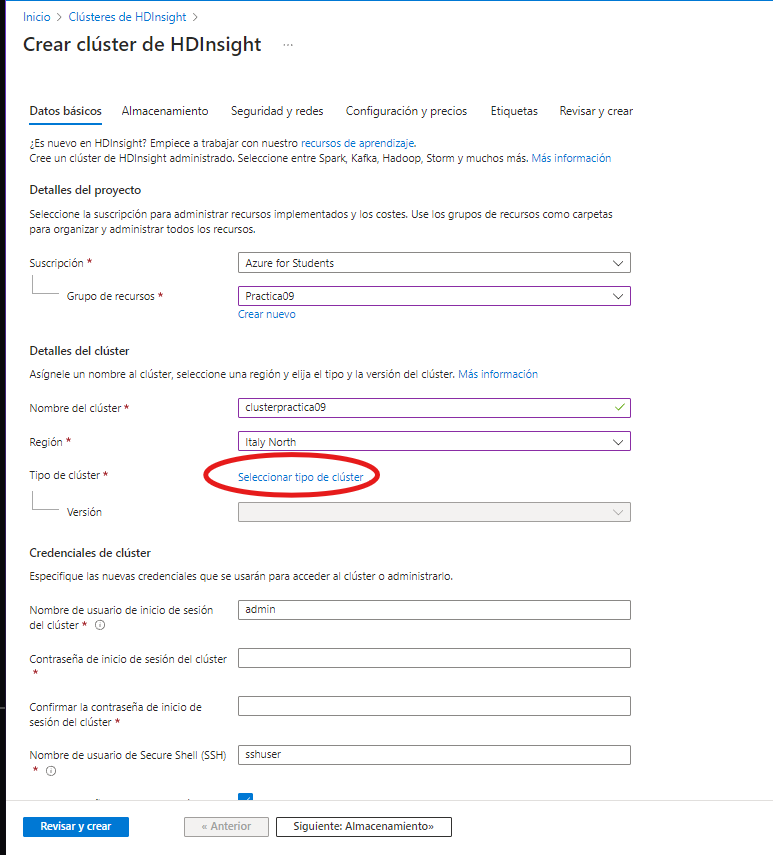 Inicio > Clústeres de HDInsight >
Crear clúster de HDInsight ...
Datos básicos Almacenamiento Seguridad y redes Configuración y precios Etiquetas Revisar y crear
¿Es nuevo en HDInsight? Empiece a trabajar con nuestro recursos de aprendizaje.
Cree un clúster de HDInsight administrado. Seleccione entre Spark, Kafka, Hadoop, Storm y muchos más. Más información
Detalles del proyecto
Seleccione la suscripción para administrar recursos implementados y los costes. Use los grupos de recursos como carpetas
para organizar y administrar todos los recursos.
Suscripción * Azure for Students
Grupo de recursos * Practica09
Crear nuevo
Detalles del clúster
Asígnele un nombre al clúster, seleccione una región y elija el tipo y la versión del clúster. Más información
Nombre del clúster * clusterpractica09
Región * Italy North
Tipo de clúster * Seleccionar tipo de clúster
Versión
Credenciales de clúster
Especifique las nuevas credenciales que se usarán para acceder al clúster o administrarlo.
Nombre de usuario de inicio de sesión
del clúster * admin
Contraseña de inicio de sesión del clúster
*
Confirmar la contraseña de inicio de
sesión del clúster *
Nombre de usuario de Secure Shell (SSH) sshuser
*
Revisar y crear « Anterior Siguiente: Almacenamiento»